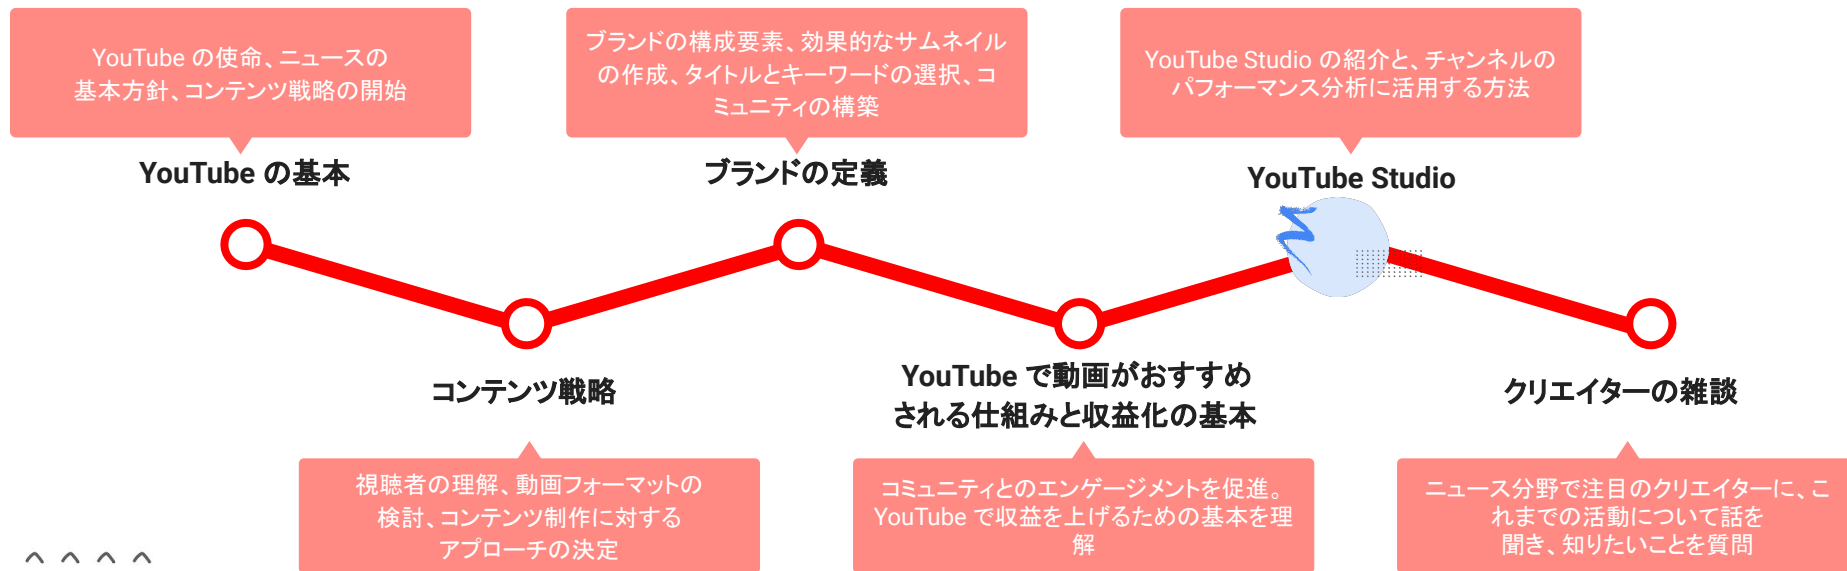 YouTube の使命、ニュースの
基本方針、コンテンツ戦略の開始
YouTube の基本
コンテンツ戦略
視聴者の理解、動画フォーマットの
検討、コンテンツ制作に対する
アプローチの決定
ブランドの構成要素、効果的なサムネイル
の作成、タイトルとキーワードの選択、コ
ミュニティの構築
ブランドの定義
YouTube で動画がおすすめ
される仕組みと収益化の基本
コミュニティとのエンゲージメントを促進。
YouTube で収益を上げるための基本を理
解
YouTube Studio の紹介と、チャンネルの
パフォーマンス分析に活用する方法
YouTube Studio
クリエイターの雑談
ニュース分野で注目のクリエイターに、こ
れまでの活動について話を
聞き、知りたいことを質問